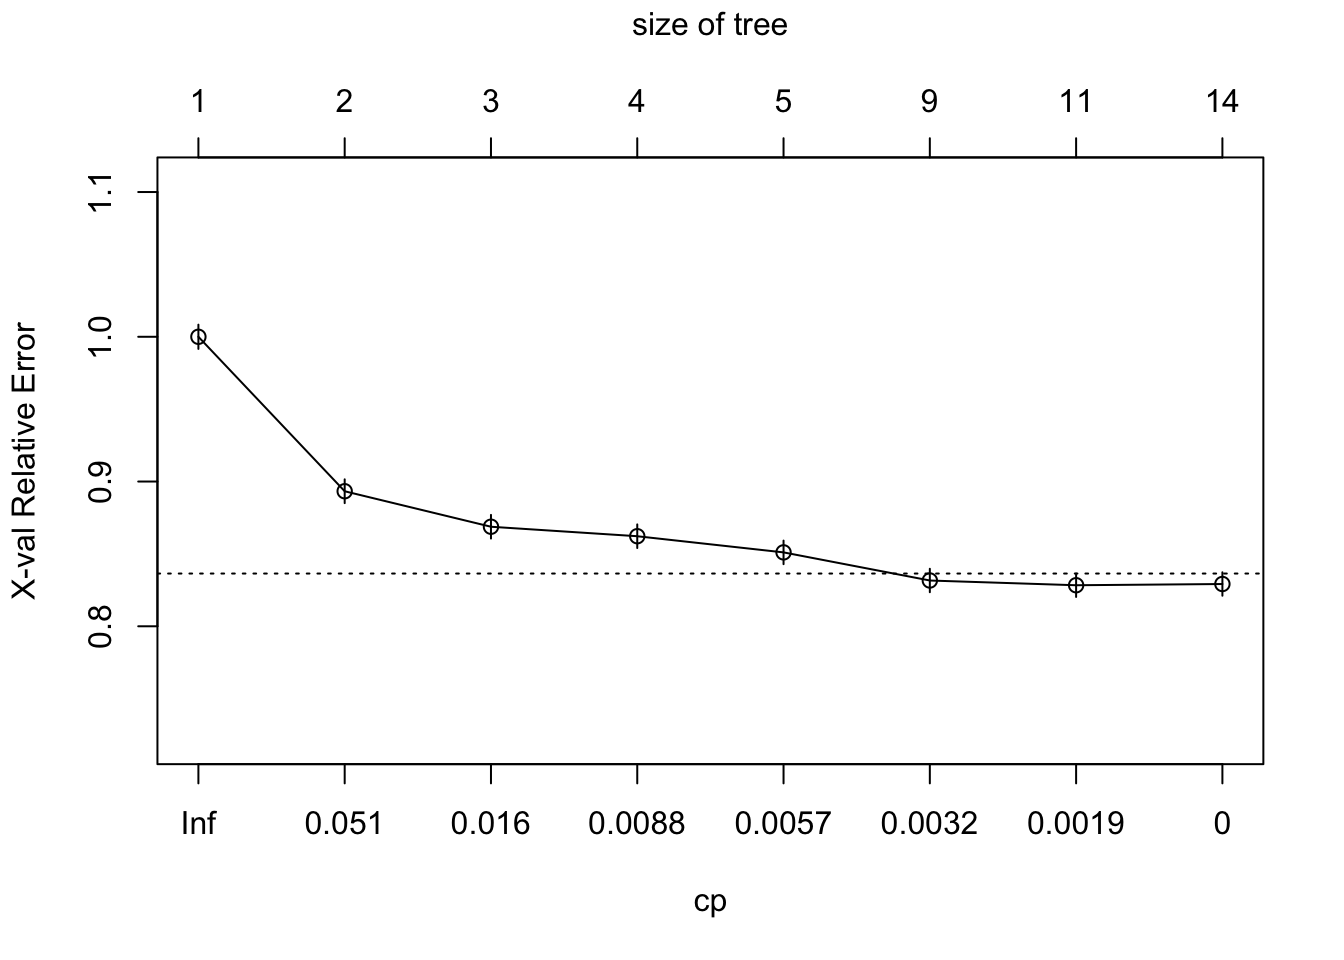 size of tree
1 2 3 4 5 9 11 14
X-val Relative Error
1.1
1.0
0.9
0.8
Inf 0.051 0.016 0.0088 0.0057 0.0032 0.0019 0
cp